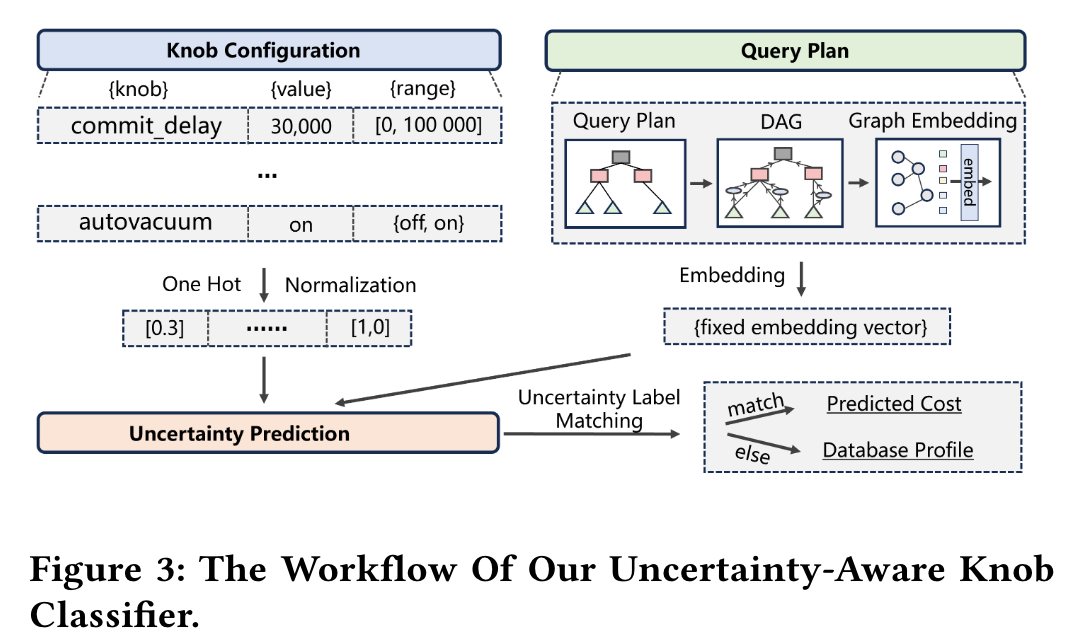 Knob Configuration
{knob} {value} {range}
commit_delay 30,000 [0, 100 000]
...
autovacuum on {off, on}
One Hot Normalization
[0.3] ...... [1,0]
Query Plan
Query Plan DAG Graph Embedding
embed
Embedding
{fixed embedding vector}
Uncertainty Prediction
Uncertainty Label
Matching
match Predicted Cost
else Database Profile
Figure 3: The Workflow Of Our Uncertainty-Aware Knob
Classifier.